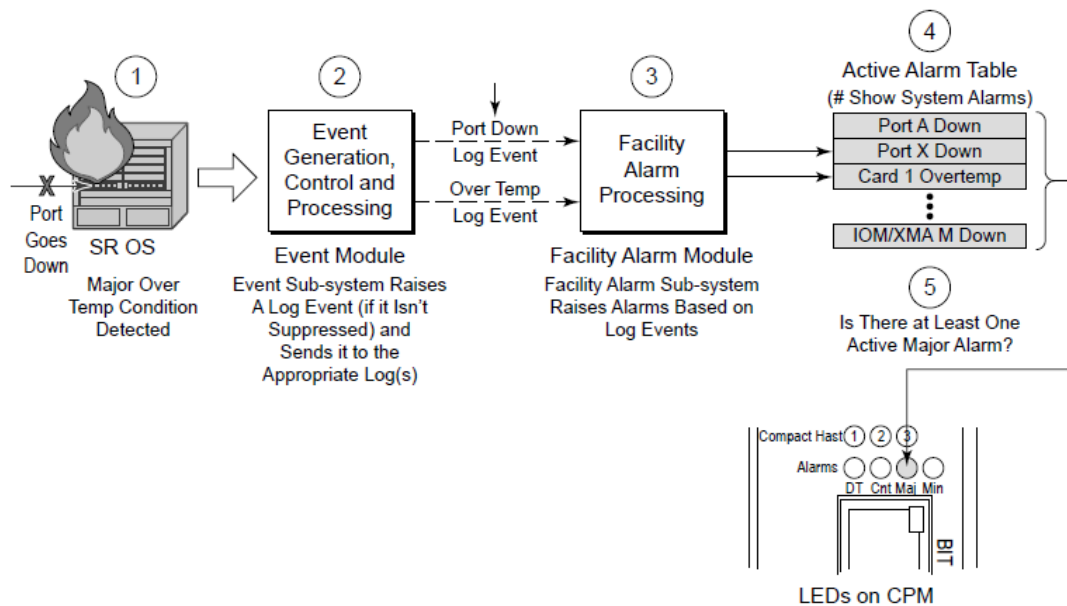 1
Port
Goes
Down
SR OS
Major Over
Temp Condition
Detected
2
Event
Generation,
Control and
Processing
Event Module
Event Sub-system Raises
A Log Event (if it Isn't
Suppressed) and
Sends it to the
Appropriate Log(s)
Port Down
Log Event
Over Temp
Log Event
3
Facility
Alarm
Processing
Facility Alarm Module
Facility Alarm Sub-system
Raises Alarms Based on
Log Events
4
Active Alarm Table
(# Show System Alarms)
Port A Down
Port X Down
Card 1 Overtemp
IOM/XMA M Down
5
Is There at Least One
Active Major Alarm?
Compact Hast 1 2 3
Alarms
DT Cnt Maj Min
BIT
LEDs on CPM